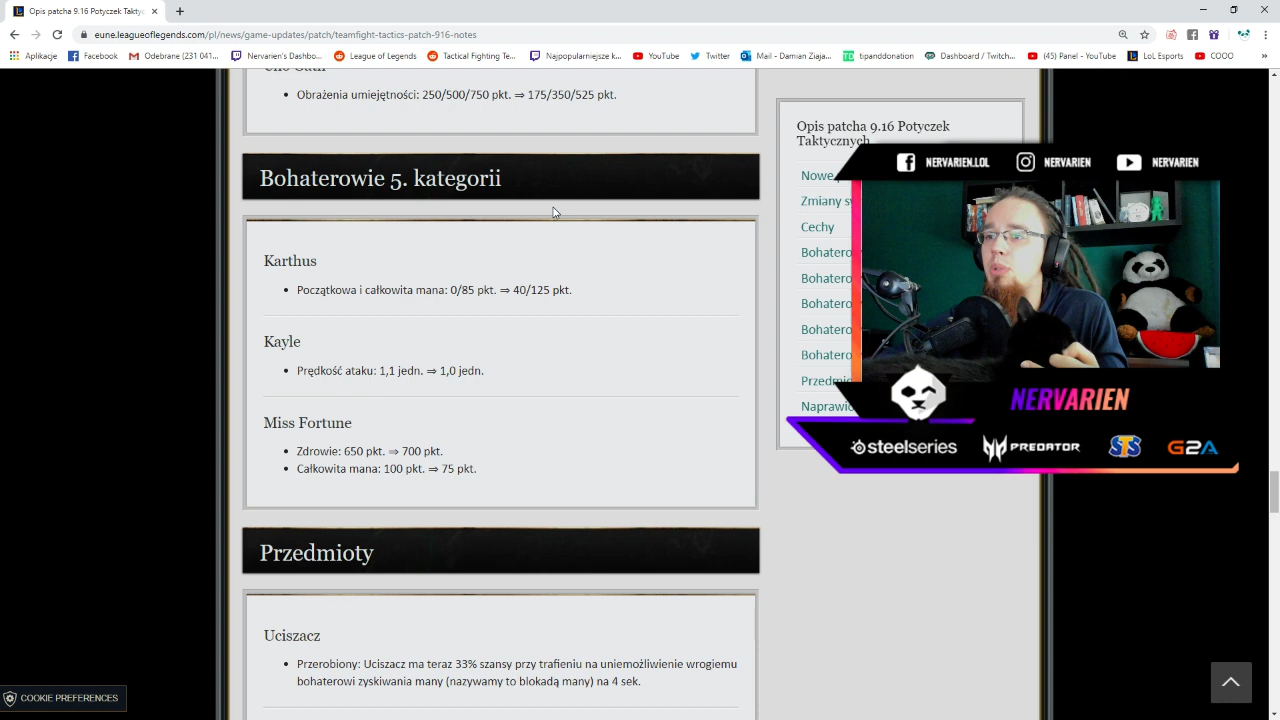 Opis patcha 9.16 Potyczek Taktyc
eune.leagueoflegends.com/pl/news/game-updates/patch/teamfight-tactics-patch-916-notes
Aplikacje Facebook Odebrane (231 041... Nervarien's Dashbo... League of Legends Tactical Fighting Te... Najpopularniejsze k... YouTube Twitter Mail - Damian Ziaja... tipanddonation Dashboard / Twitch... (45) Panel - YouTube LoL Esports COOO »
• Obrażenia umiejętności: 250/500/750 pkt. ⇒ 175/350/525 pkt.
Bohaterowie 5. kategorii
Karthus
• Początkowa i całkowita mana: 0/85 pkt. ⇒ 40/125 pkt.
Kayle
• Prędkość ataku: 1,1 jedn. ⇒ 1,0 jedn.
Miss Fortune
• Zdrowie: 650 pkt. ⇒ 700 pkt.
• Całkowita mana: 100 pkt. ⇒ 75 pkt.
Przedmioty
Uciszacz
• Przerobiony: Uciszacz ma teraz 33% szansy przy trafieniu na uniemożliwienie wrogiemu
bohaterowi zyskiwania many (nazywamy to blokadą many) na 4 sek.
Opis patcha 9.16 Potyczek
Taktycznych
Cechy
NERVARIEN.LOL NERVARIEN NERVARIEN
NERVARIEN
steelseries PREDATOR STS G2A
COOKIE PREFERENCES